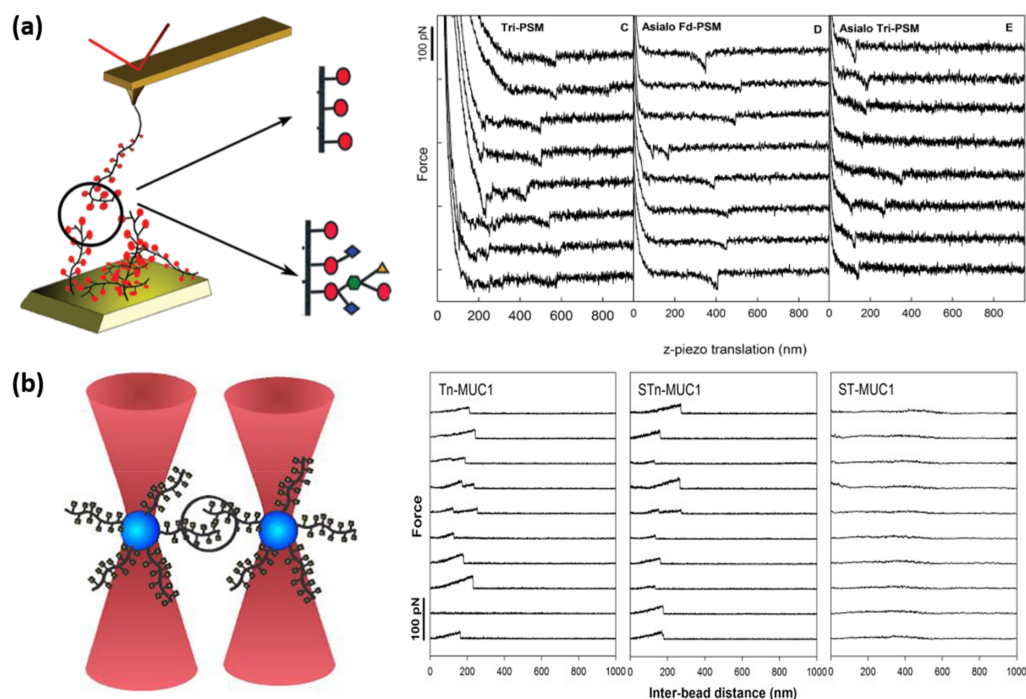 (a)
100 pN
Force
Tri-PSM C
Asialo Fd-PSM D
Asialo Tri-PSM E
0 200 400 600 800 0 200 400 600 800 0 200 400 600 800
z-piezo translation (nm)
(b)
Force
100 pN
Tn-MUC1
STn-MUC1
ST-MUC1
0 200 400 600 800 1000 0 200 400 600 800 1000 0 200 400 600 800 1000
Inter-bead distance (nm)